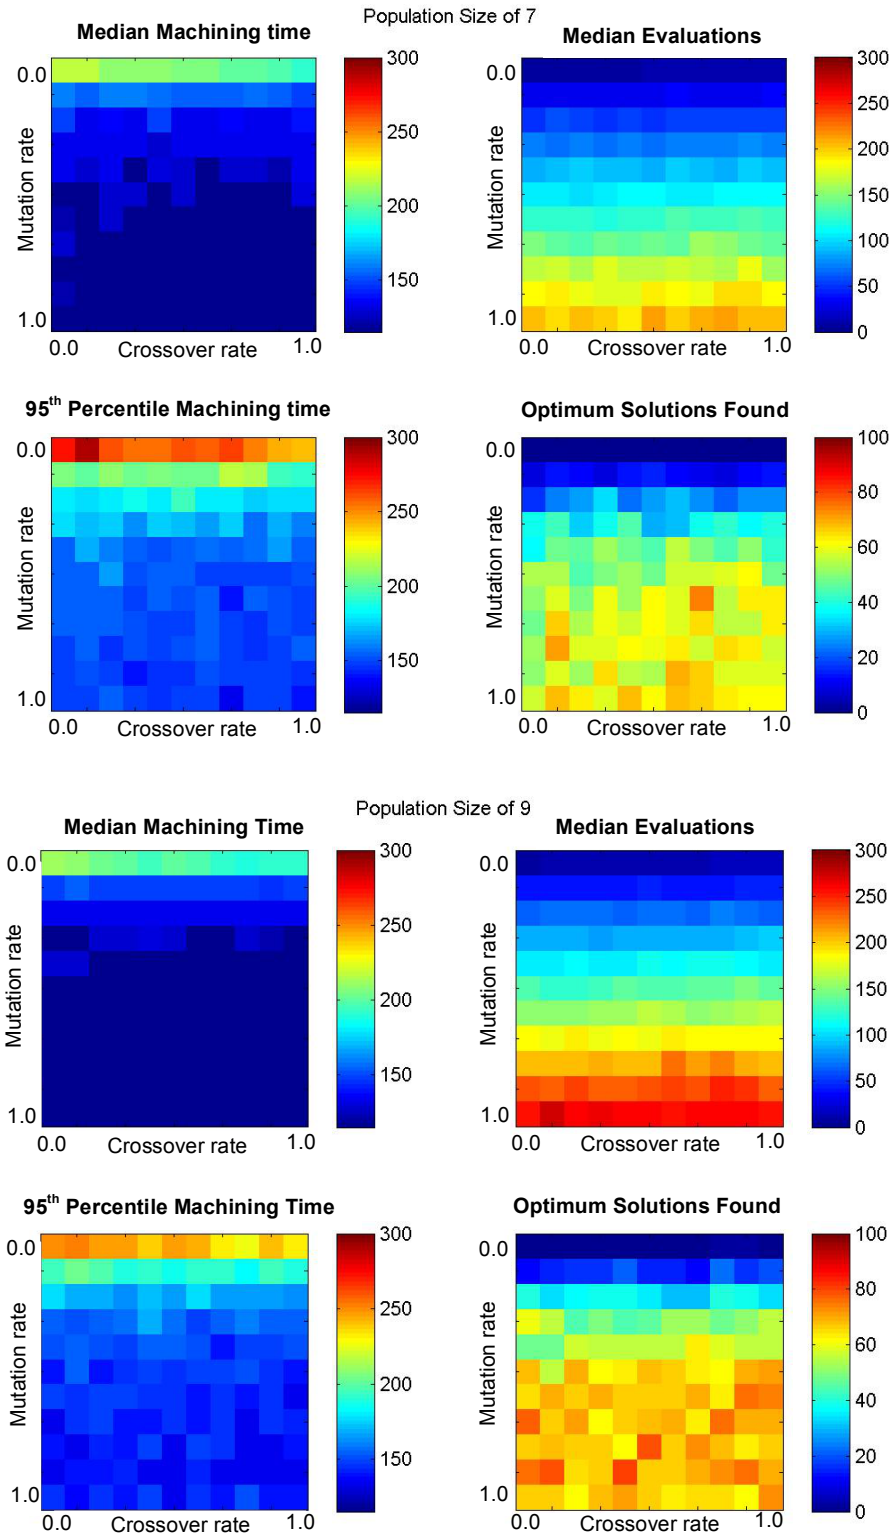 Population Size of 7
Median Machining time
Median Evaluations
0.0
Mutation rate
1.0
0.0
Crossover rate
1.0
300
250
200
150
0.0
Mutation rate
1.0
0.0
Crossover rate
1.0
300
250
200
150
100
50
0
95th Percentile Machining time
Optimum Solutions Found
0.0
Mutation rate
1.0
0.0
Crossover rate
1.0
300
250
200
150
0.0
Mutation rate
1.0
0.0
Crossover rate
1.0
100
80
60
40
20
0
Population Size of 9
Median Machining Time
Median Evaluations
0.0
Mutation rate
1.0
0.0
Crossover rate
1.0
300
250
200
150
0.0
Mutation rate
1.0
0.0
Crossover rate
1.0
300
250
200
150
100
50
0
95th Percentile Machining Time
Optimum Solutions Found
0.0
Mutation rate
1.0
0.0
Crossover rate
1.0
300
250
200
150
0.0
Mutation rate
1.0
0.0
Crossover rate
1.0
100
80
60
40
20
0